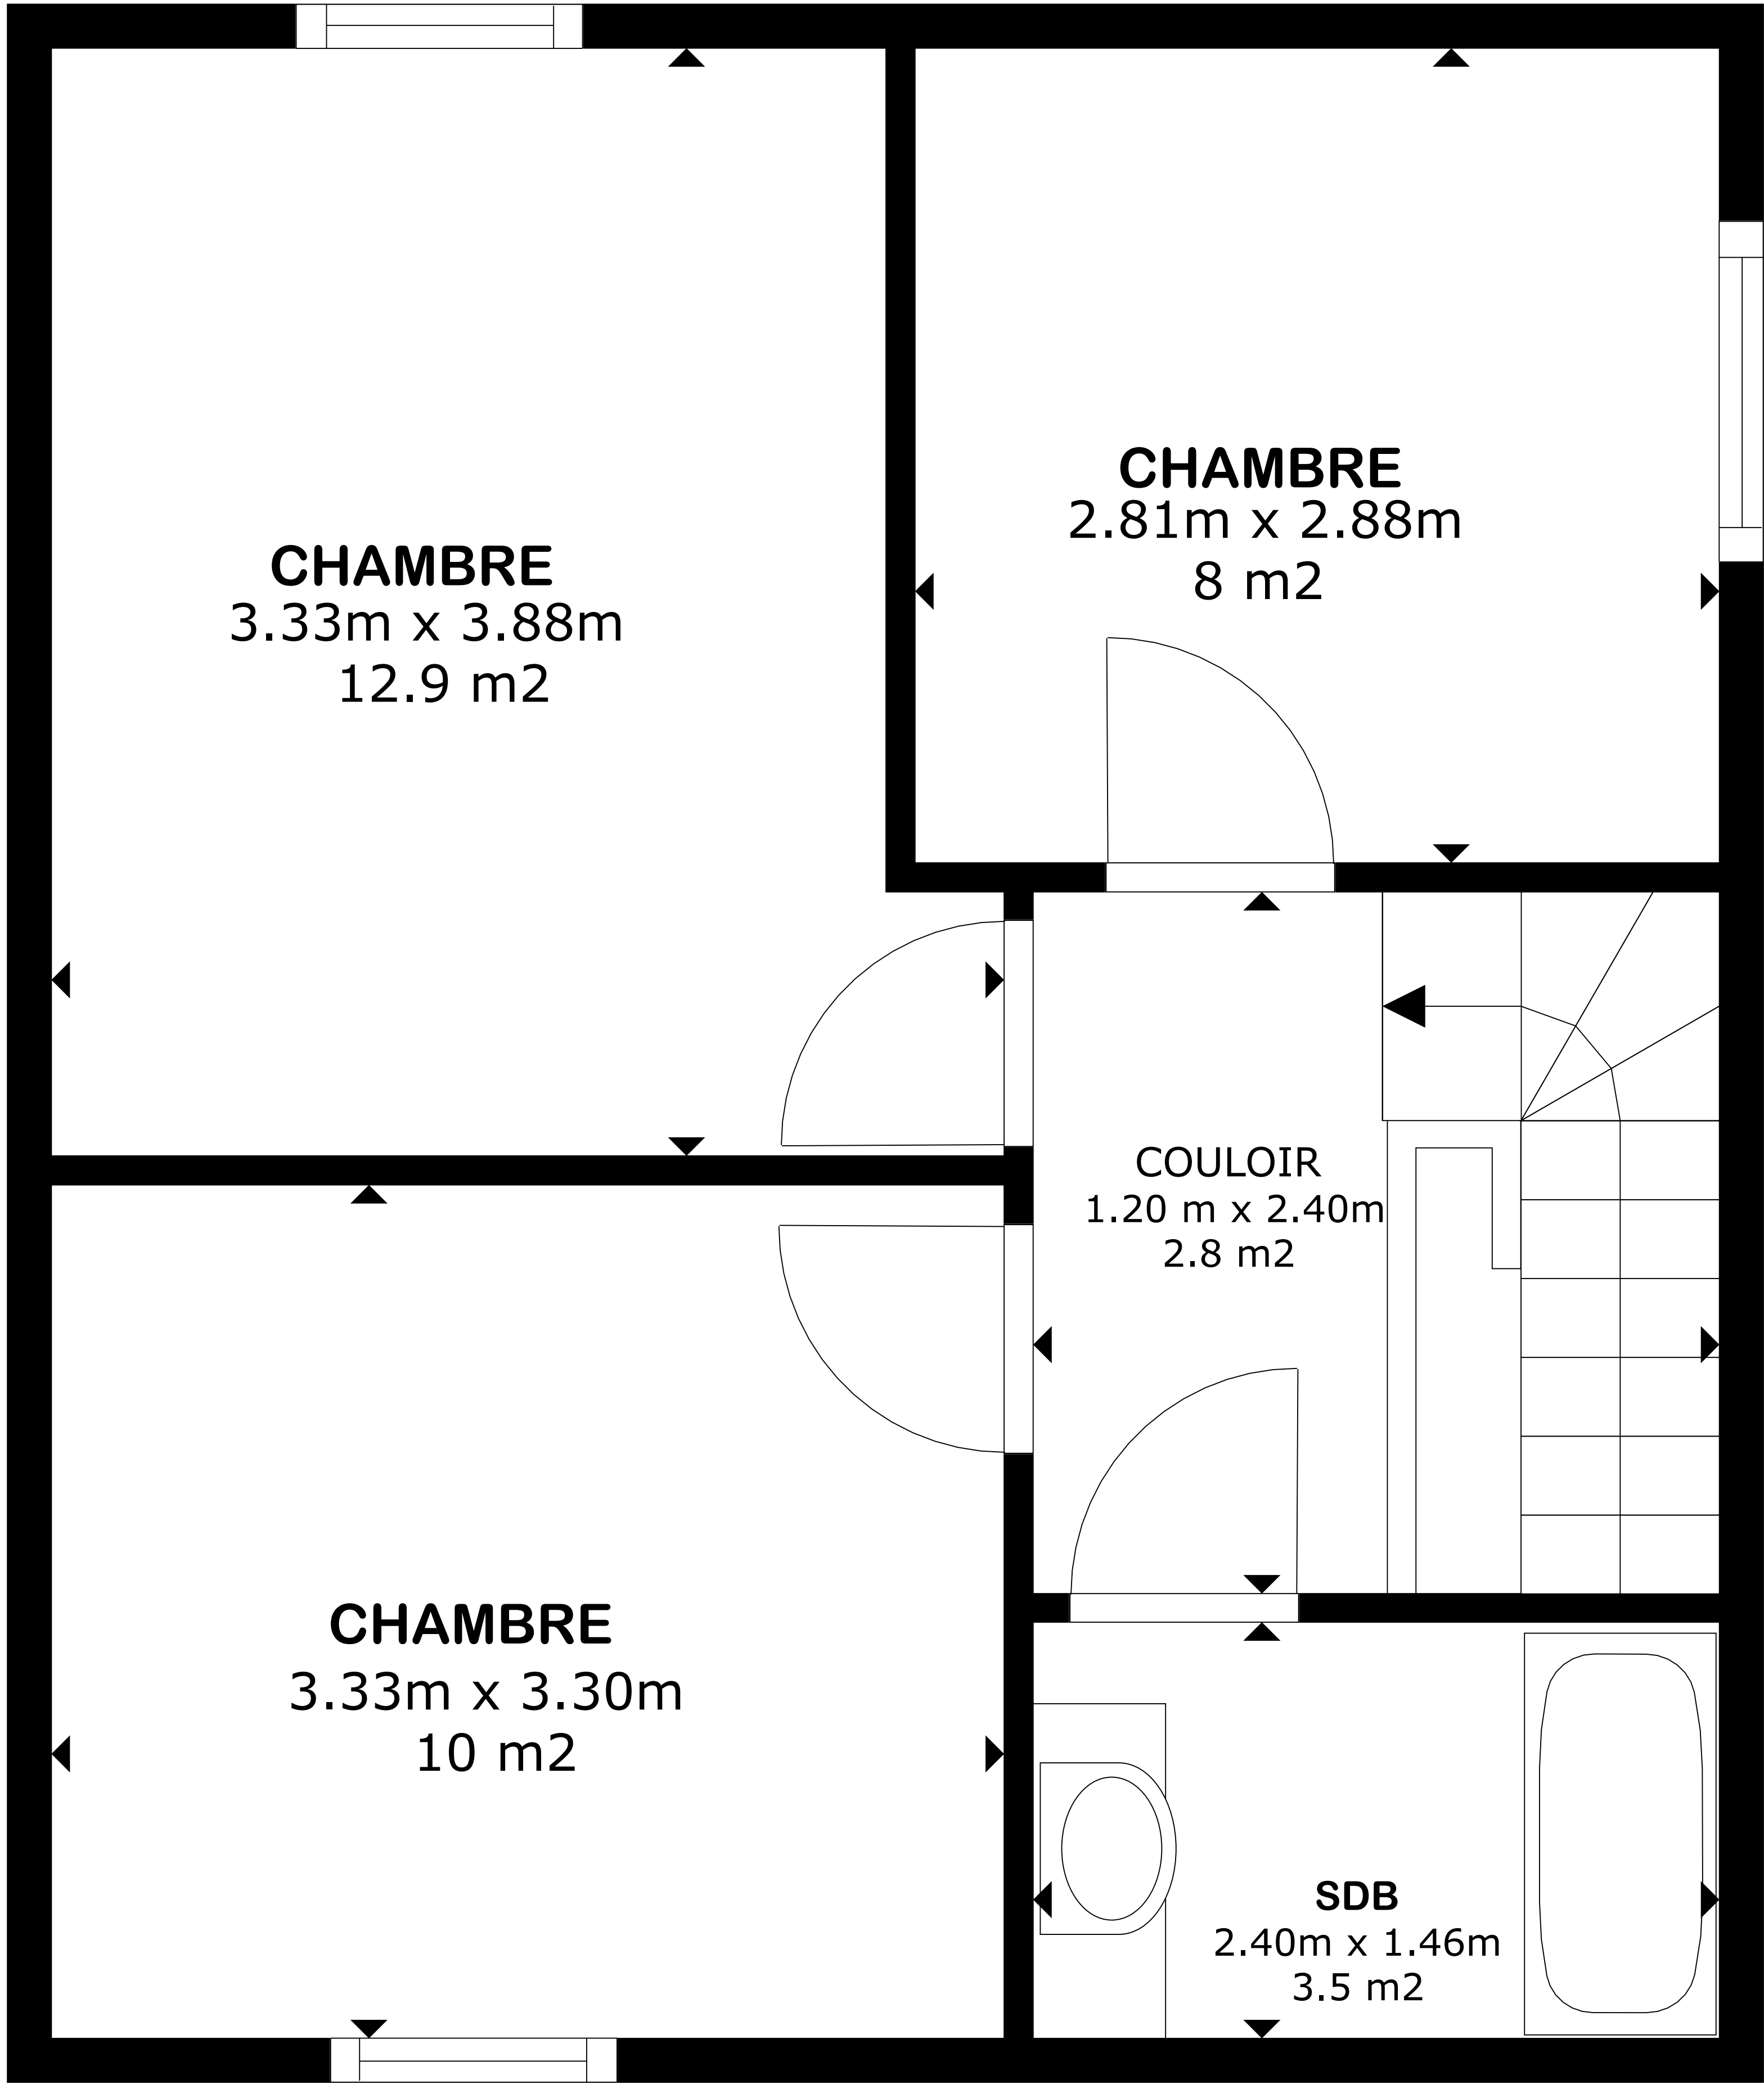 CHAMBRE
3.33m x 3.88m
12.9 m2
CHAMBRE
2.81m x 2.88m
8 m2
COULOIR
1.20 m x 2.40m
2.8 m2
CHAMBRE
3.33m x 3.30m
10 m2
SDB
2.40m x 1.46m
3.5 m2